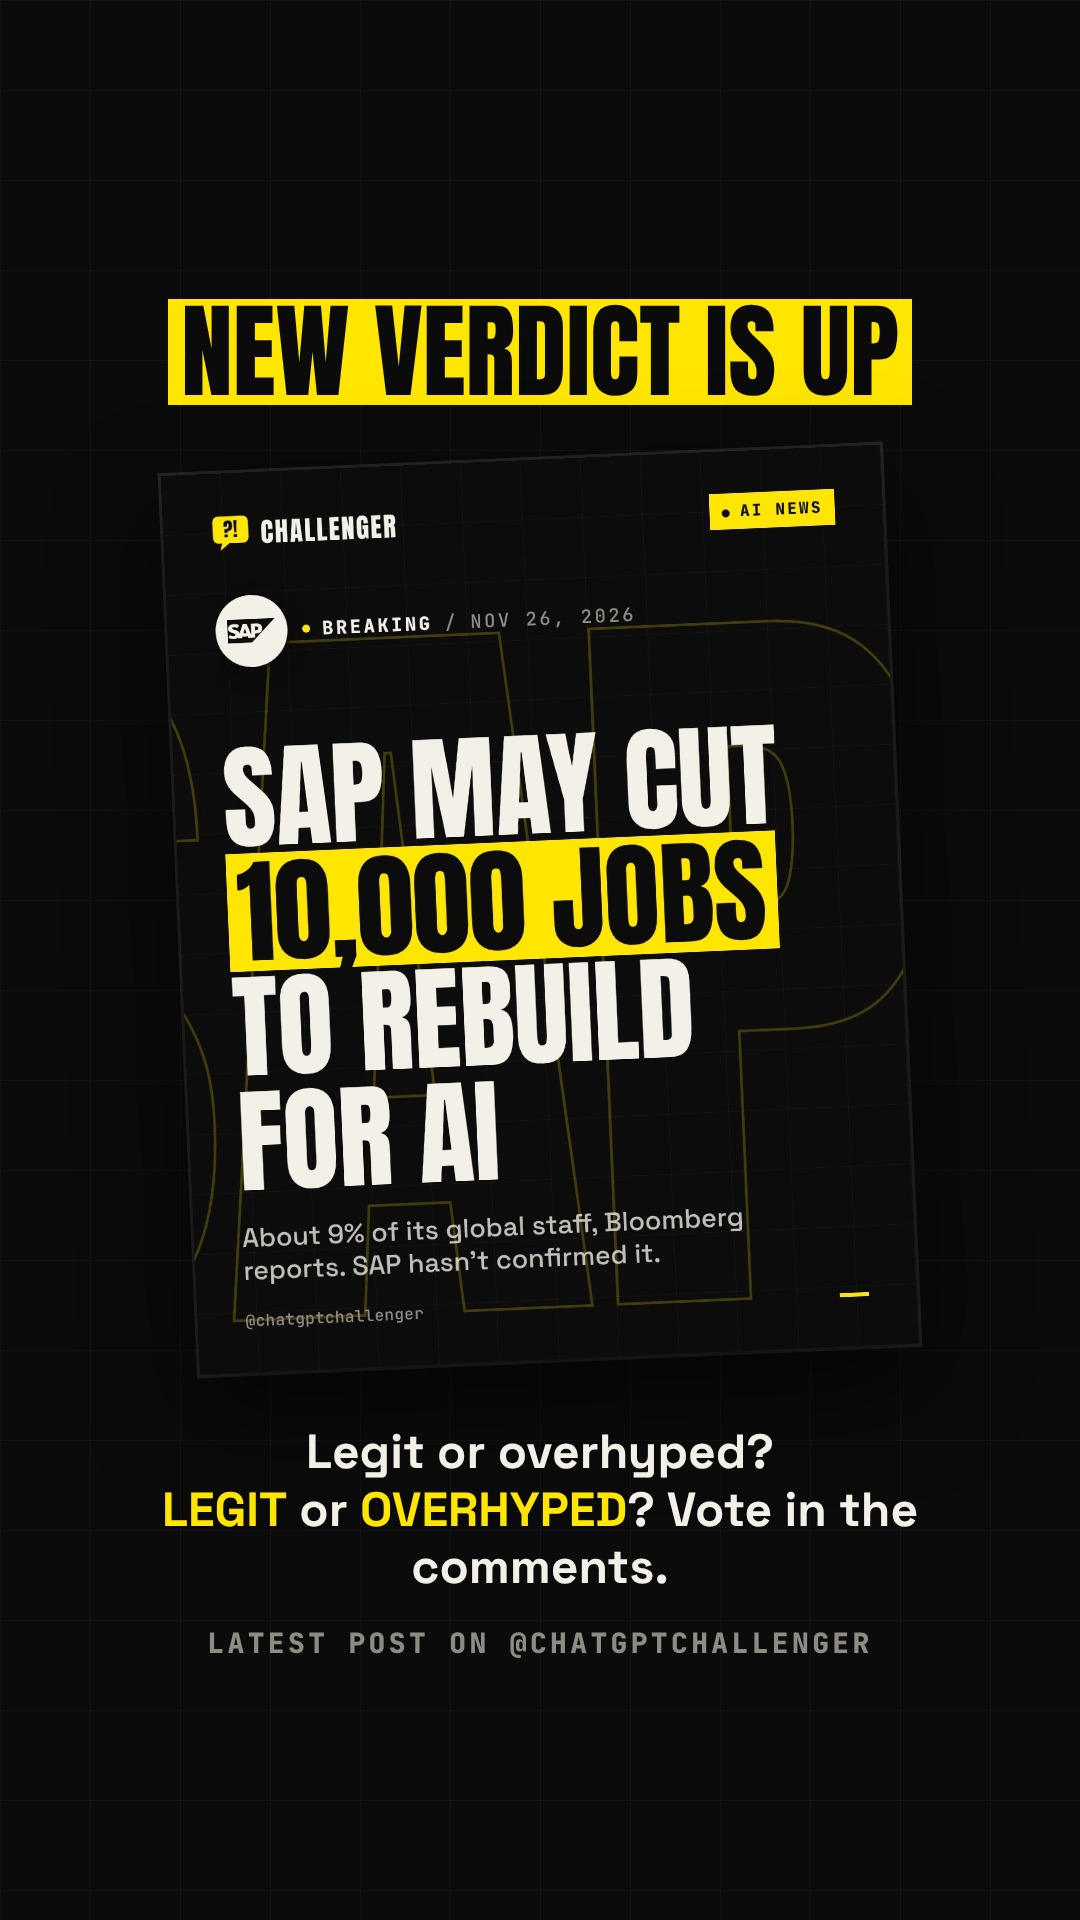 NEW VERDICT IS UP
?! CHALLENGER
• AI NEWS
SAP • BREAKING / NOV 26, 2026
SAP MAY CUT
10,000 JOBS
TO REBUILD
FOR AI
About 9% of its global staff, Bloomberg
reports. SAP hasn’t confirmed it.
@chatgptchallenger
Legit or overhyped?
LEGIT or OVERHYPED? Vote in the
comments.
LATEST POST ON @CHATGPTCHALLENGER